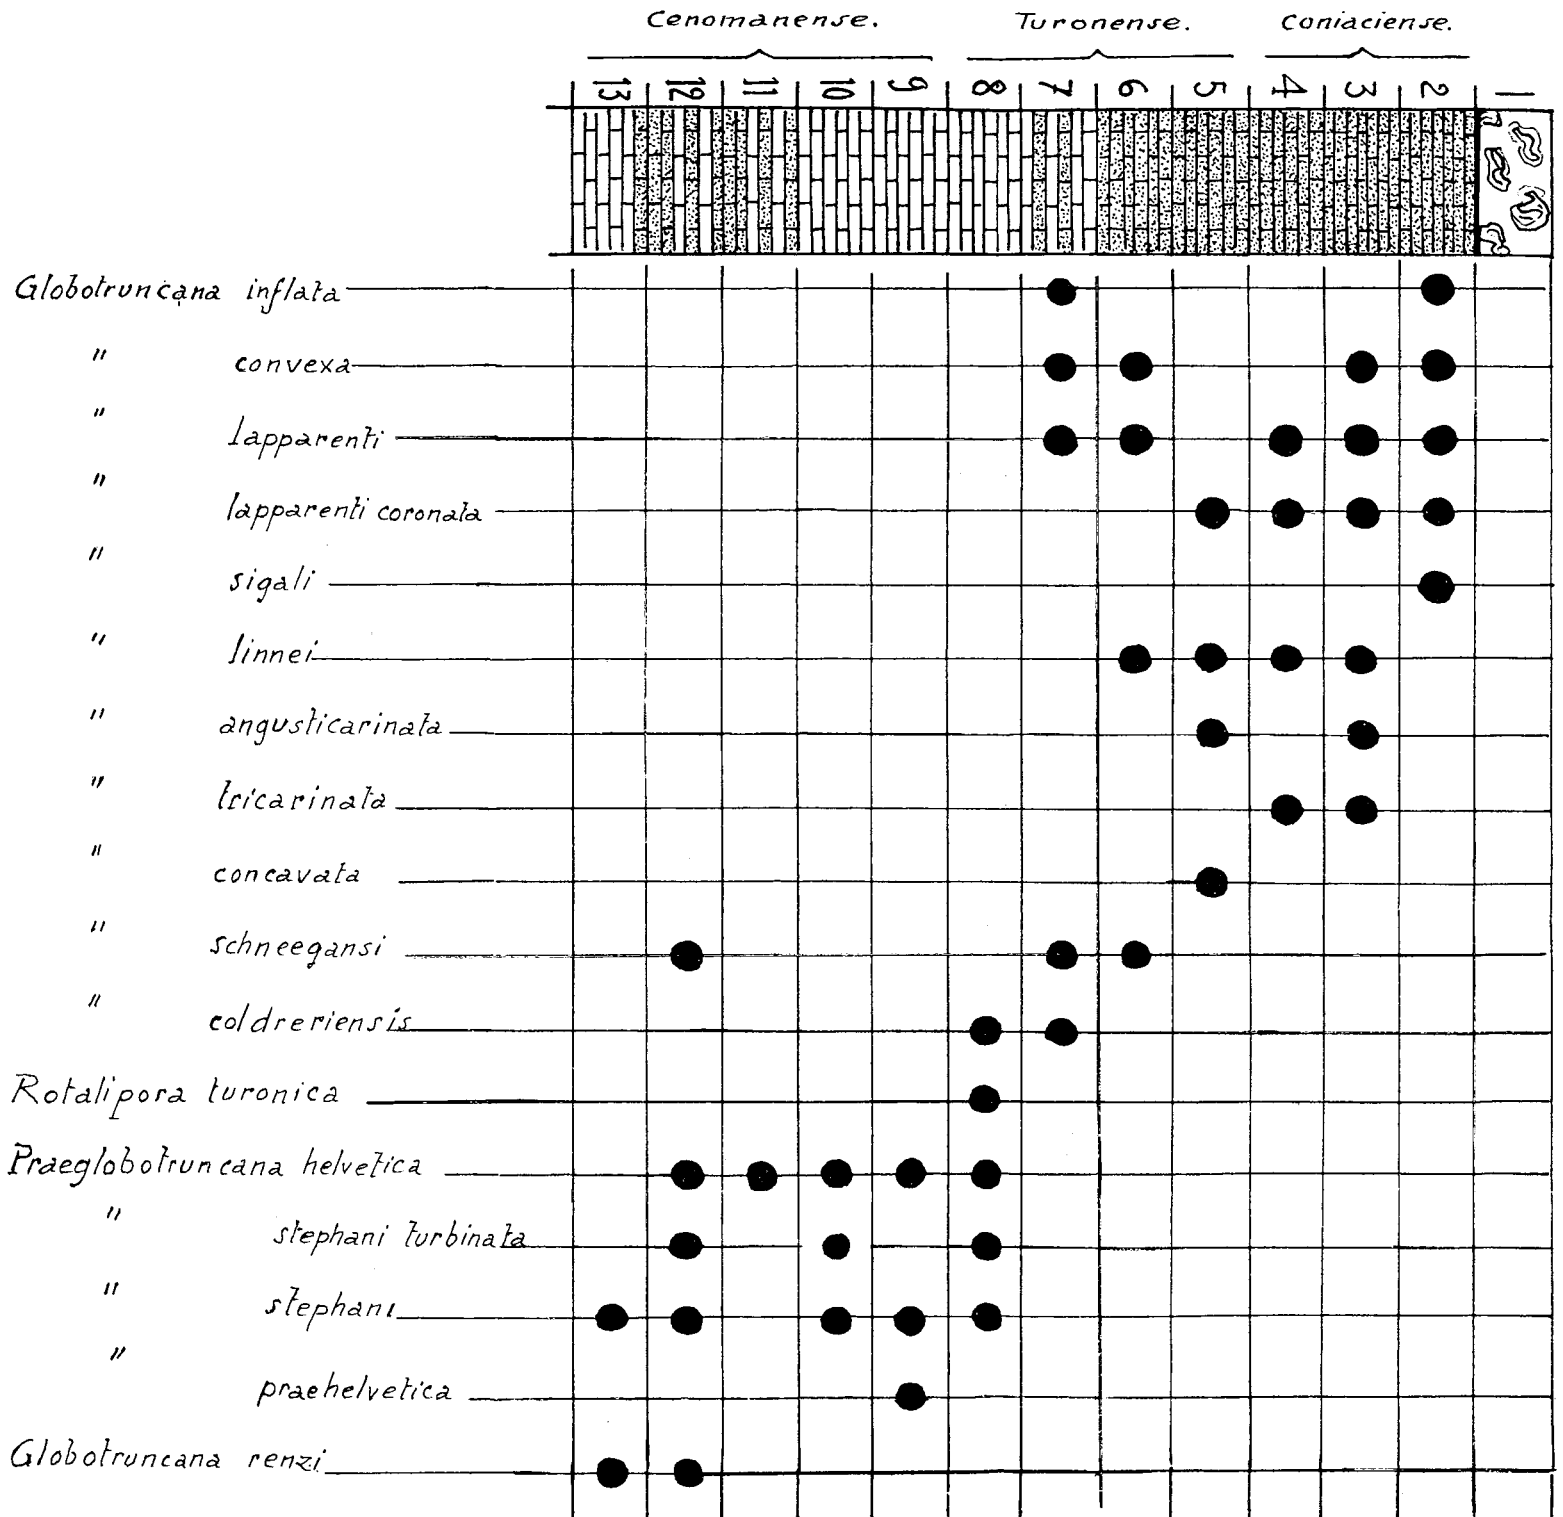 Cenomanense. Turonense. Coniaciense.
13 12 11 10 9 8 7 6 5 4 3 2 1
Globotruncana inflata
" convexa
" lapparenti
" lapparenti coronata
" sigali
" linnei
" angusticarinata
" tricarinata
" concavata
" schneegansi
" coldreriensis
Rotalipora turonica
Praeglobotruncana helvetica
" stephani turbinata
" stephani
" praehelvetica
Globotruncana renzi